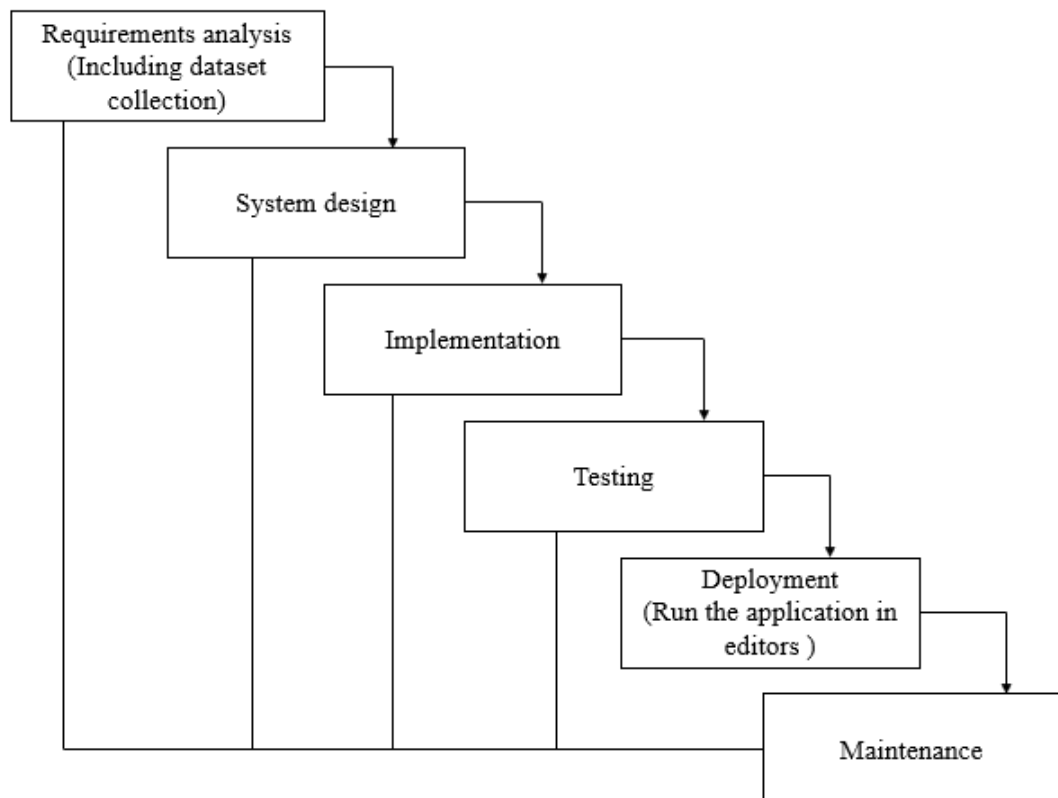 Requirements analysis
(Including dataset
collection)
System design
Implementation
Testing
Deployment
(Run the application in
editors )
Maintenance